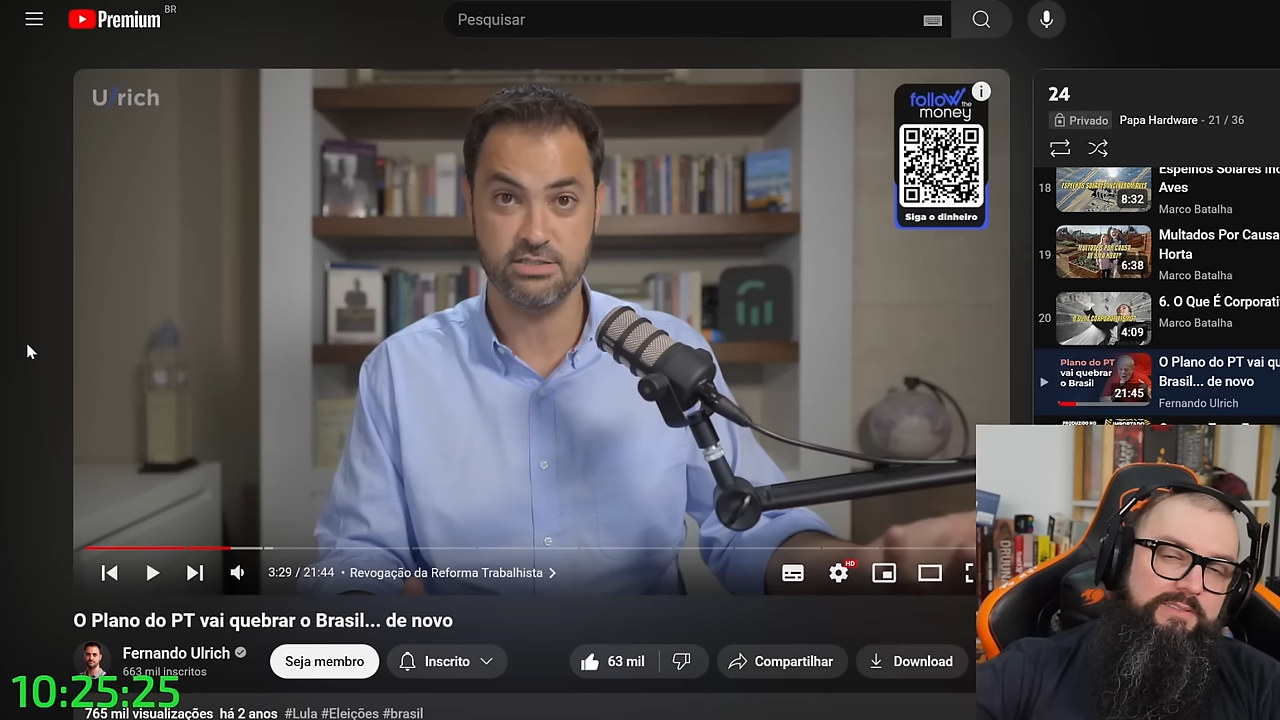 Premium
BR
Pesquisar
Ulrich
follow
the
money
Siga o dinheiro
3:29 / 21:44 • Revogação da Reforma Trabalhista
HD
O Plano do PT vai quebrar o Brasil... de novo
Fernando Ulrich
663 mil inscritos
Seja membro
Inscrito
63 mil
Compartilhar
Download
10:25:25
765 mil visualizações há 2 anos #Lula #Eleições #brasil
24
Privado
Papa Hardware - 21 / 36
18
8:32
Espelhos Solares Inc
Aves
Marco Batalha
19
6:38
Multados Por Causa
Horta
Marco Batalha
20
4:09
6. O Que É Corporati
Marco Batalha
Plano do PT
vai quebrar
o Brasil
21:45
O Plano do PT vai qu
Brasil... de novo
Fernando Ulrich